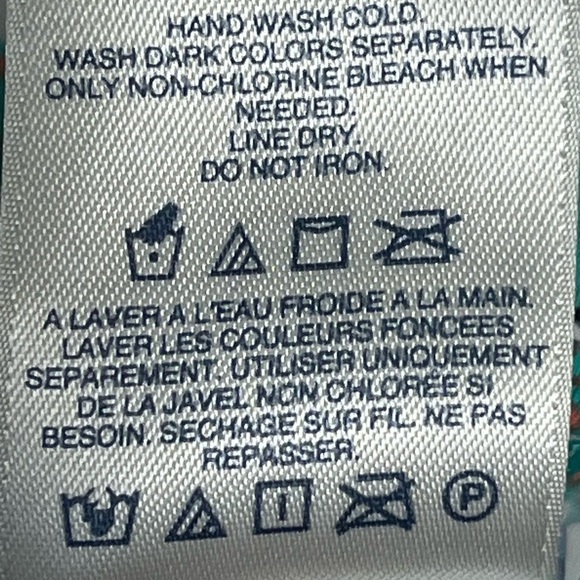 HAND WASH COLD.
WASH DARK COLORS SEPARATELY.
ONLY NON-CHLORINE BLEACH WHEN
NEEDED.
LINE DRY.
DO NOT IRON.
A LAVER A L'EAU FROIDE A LA MAIN.
LAVER LES COULEURS FONCEES
SEPAREMENT. UTILISER UNIQUEMENT
DE LA JAVEL NON CHLORÉE SI
BESOIN. SECHAGE SUR FIL. NE PAS
REPASSER.
P